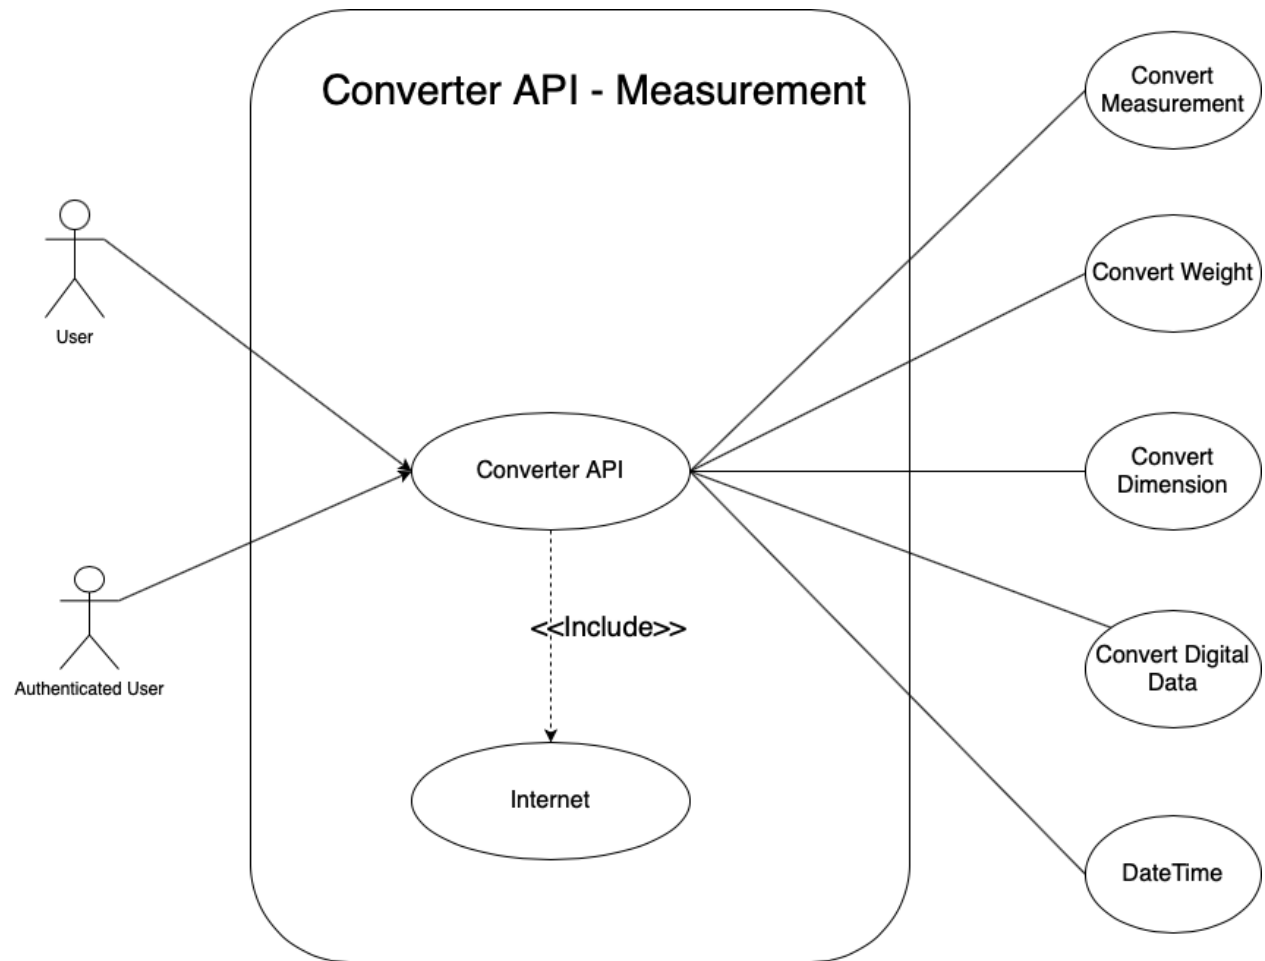 Converter API - Measurement
Convert
Measurement
User
Convert Weight
Converter API
Convert
Dimension
Authenticated User
<<Include>>
Convert Digital
Data
Internet
DateTime